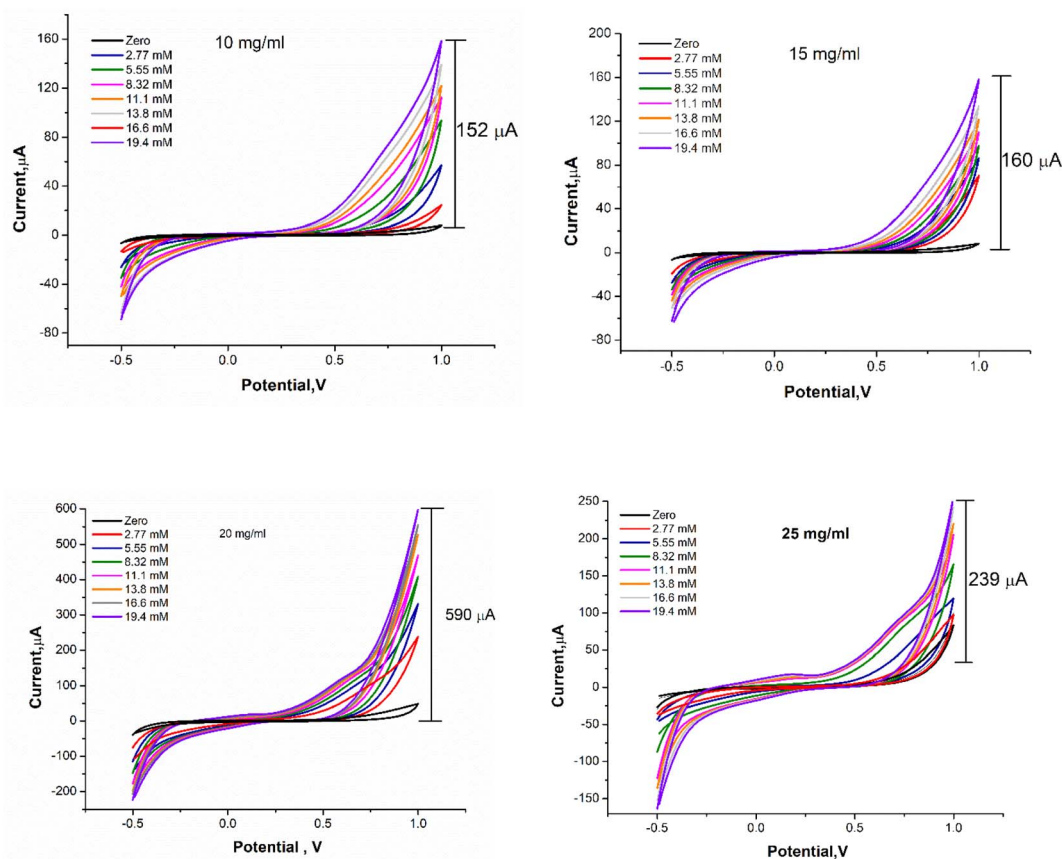 10 mg/ml
Zero
2.77 mM
5.55 mM
8.32 mM
11.1 mM
13.8 mM
16.6 mM
19.4 mM
152 μA
160
120
80
40
0
-40
-80
Current,μA
-0.5
0.0
0.5
1.0
Potential,V
15 mg/ml
Zero
2.77 mM
5.55 mM
8.32 mM
11.1 mM
13.8 mM
16.6 mM
19.4 mM
160 μA
200
160
120
80
40
0
-40
-80
Current,μA
-0.5
0.0
0.5
1.0
Potential,V
20 mg/ml
Zero
2.77 mM
5.55 mM
8.32 mM
11.1 mM
13.8 mM
16.6 mM
19.4 mM
590 μA
600
500
400
300
200
100
0
-100
-200
Current,μA
-0.5
0.0
0.5
1.0
Potential , V
25 mg/ml
Zero
2.77 mM
5.55 mM
8.32 mM
11.1 mM
13.8 mM
16.6 mM
19.4 mM
239 μA
250
200
150
100
50
0
-50
-100
-150
Current,μA
-0.5
0.0
0.5
1.0
Potential,V